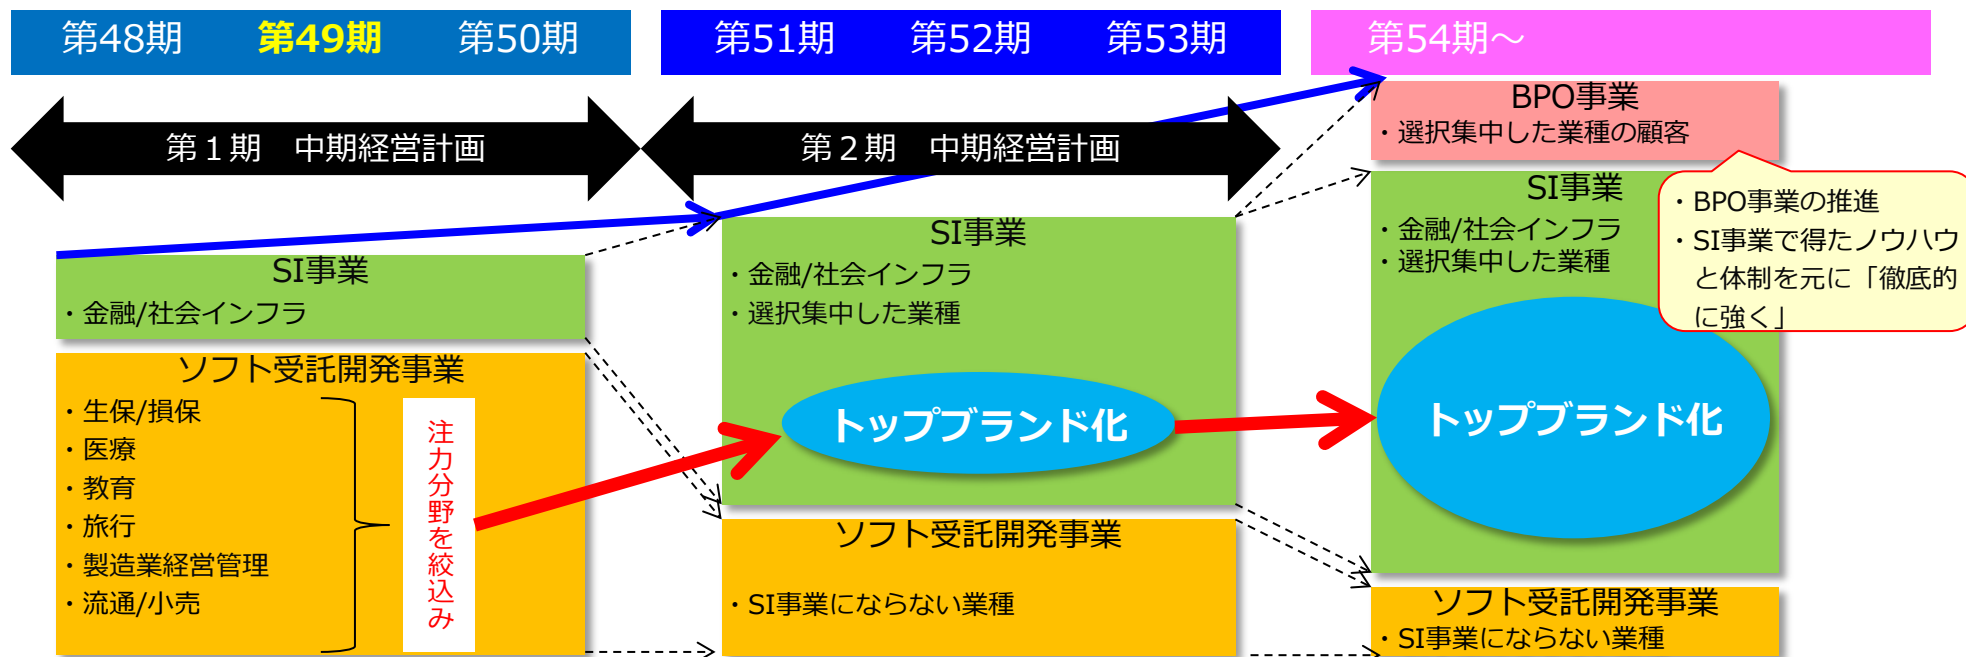 第48期 第49期 第50期
第51期 第52期 第53期
第54期～
第１期　中期経営計画
第２期　中期経営計画
SI事業
・金融/社会インフラ
ソフト受託開発事業
・生保/損保
・医療
・教育
・旅行
・製造業経営管理
・流通/小売
注力分野を絞込み
SI事業
・金融/社会インフラ
・選択集中した業種
トップブランド化
ソフト受託開発事業
・SI事業にならない業種
BPO事業
・選択集中した業種の顧客
SI事業
・金融/社会インフラ
・選択集中した業種
・BPO事業の推進
・SI事業で得たノウハウ
と体制を元に「徹底的
に強く」
トップブランド化
ソフト受託開発事業
・SI事業にならない業種